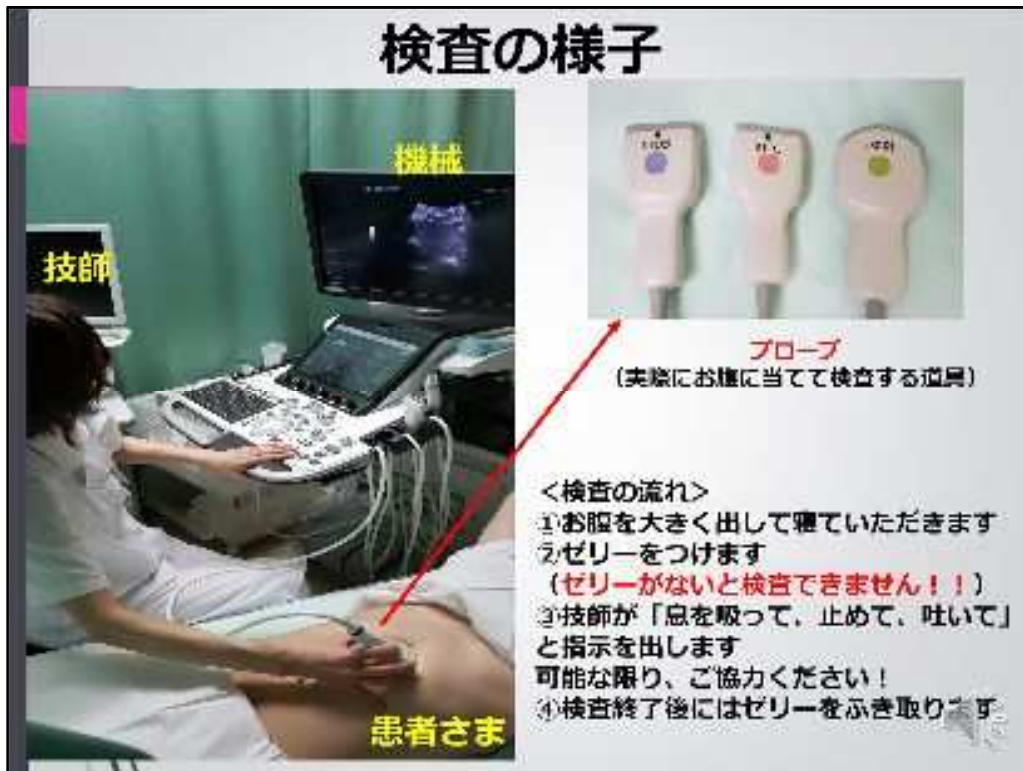 検査の様子
機械
技師
患者さま
プローブ
(実際にお腹に当てて検査する道具)
<検査の流れ>
①お腹を大きく出して寝ていただきます
②ゼリーをつけます
(ゼリーがないと検査できません!!)
③技師が「息を吸って、止めて、吐いて」
と指示を出します
可能な限り、ご協力ください!
④検査終了後にはゼリーをふき取ります